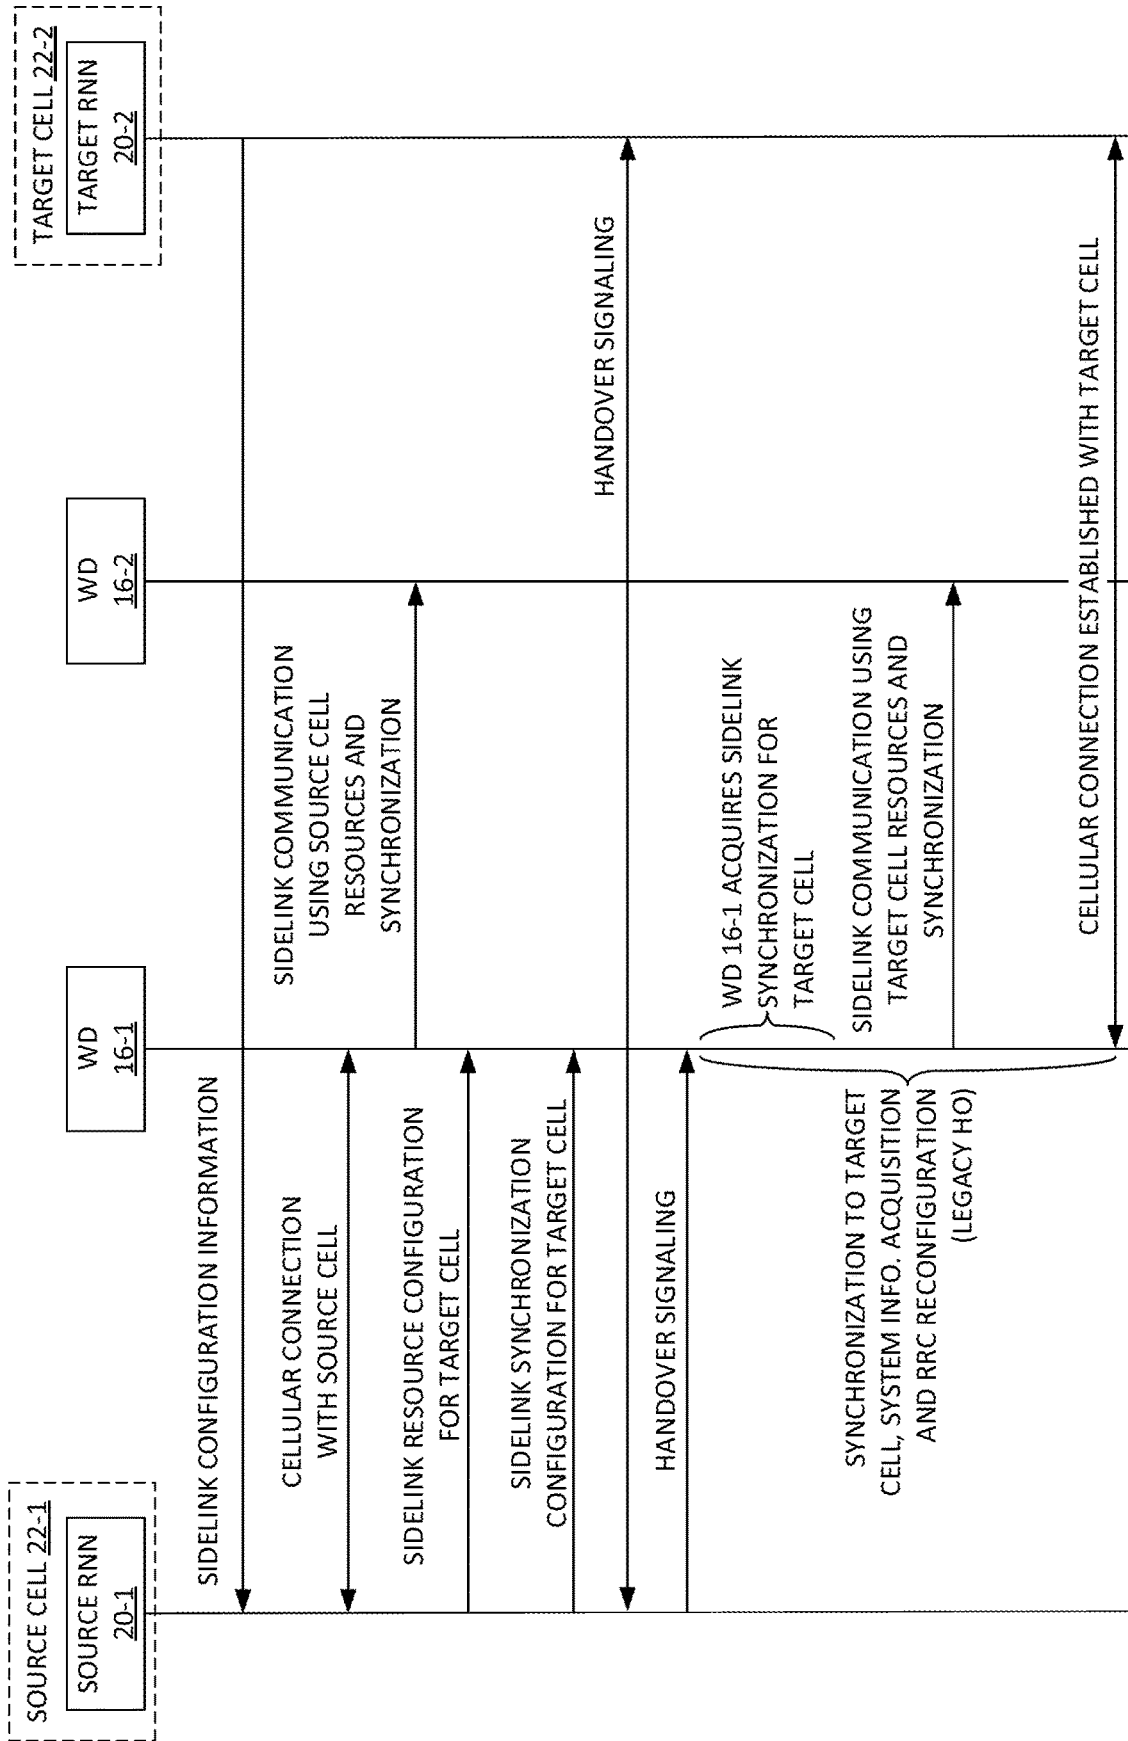 SOURCE CELL 22-1
SOURCE RNN
20-1
WD
16-1
WD
16-2
TARGET CELL 22-2
TARGET RNN
20-2
SIDELINK CONFIGURATION INFORMATION
CELLULAR CONNECTION
WITH SOURCE CELL
SIDELINK COMMUNICATION
USING SOURCE CELL
RESOURCES AND
SYNCHRONIZATION
SIDELINK RESOURCE CONFIGURATION
FOR TARGET CELL
SIDELINK SYNCHRONIZATION
CONFIGURATION FOR TARGET CELL
HANDOVER SIGNALING
HANDOVER SIGNALING
WD 16-1 ACQUIRES SIDELINK
SYNCHRONIZATION FOR
TARGET CELL
SYNCHRONIZATION TO TARGET
CELL, SYSTEM INFO. ACQUISITION
AND RRC RECONFIGURATION
(LEGACY HO)
SIDELINK COMMUNICATION USING
TARGET CELL RESOURCES AND
SYNCHRONIZATION
CELLULAR CONNECTION ESTABLISHED WITH TARGET CELL